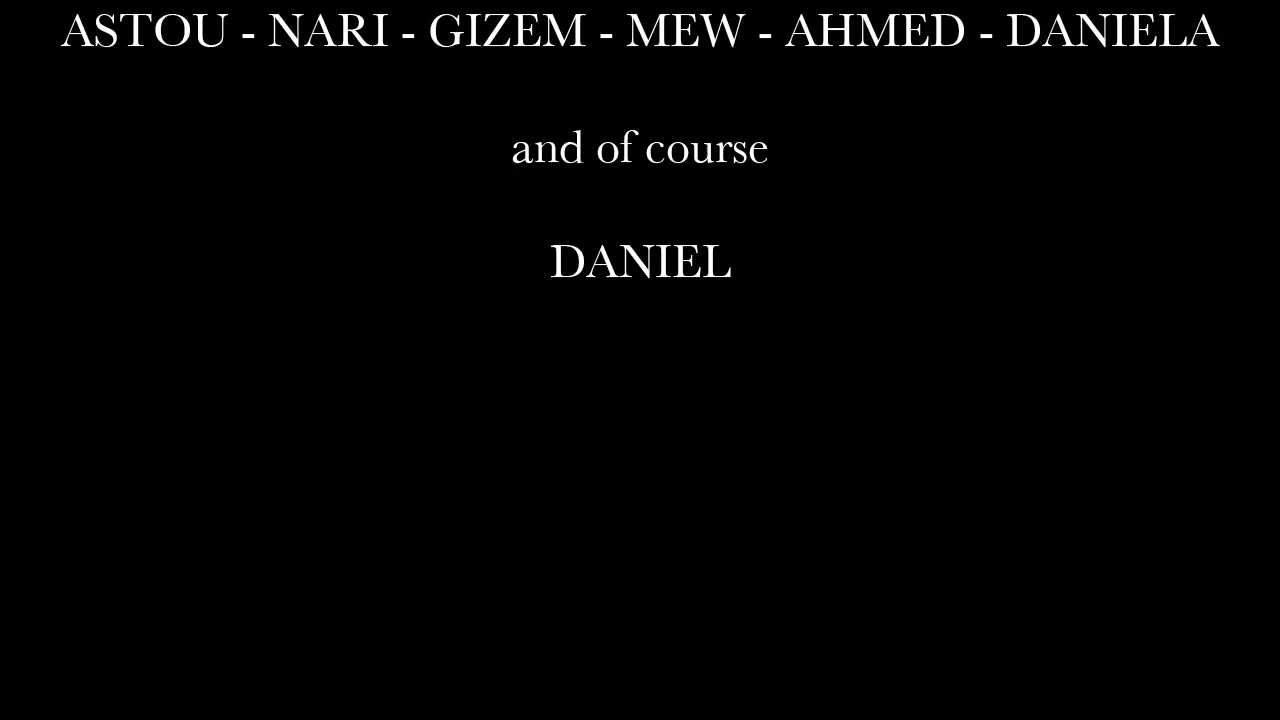 ASTOU - NARI - GIZEM - MEW - AHMED - DANIELA
and of course
DANIEL